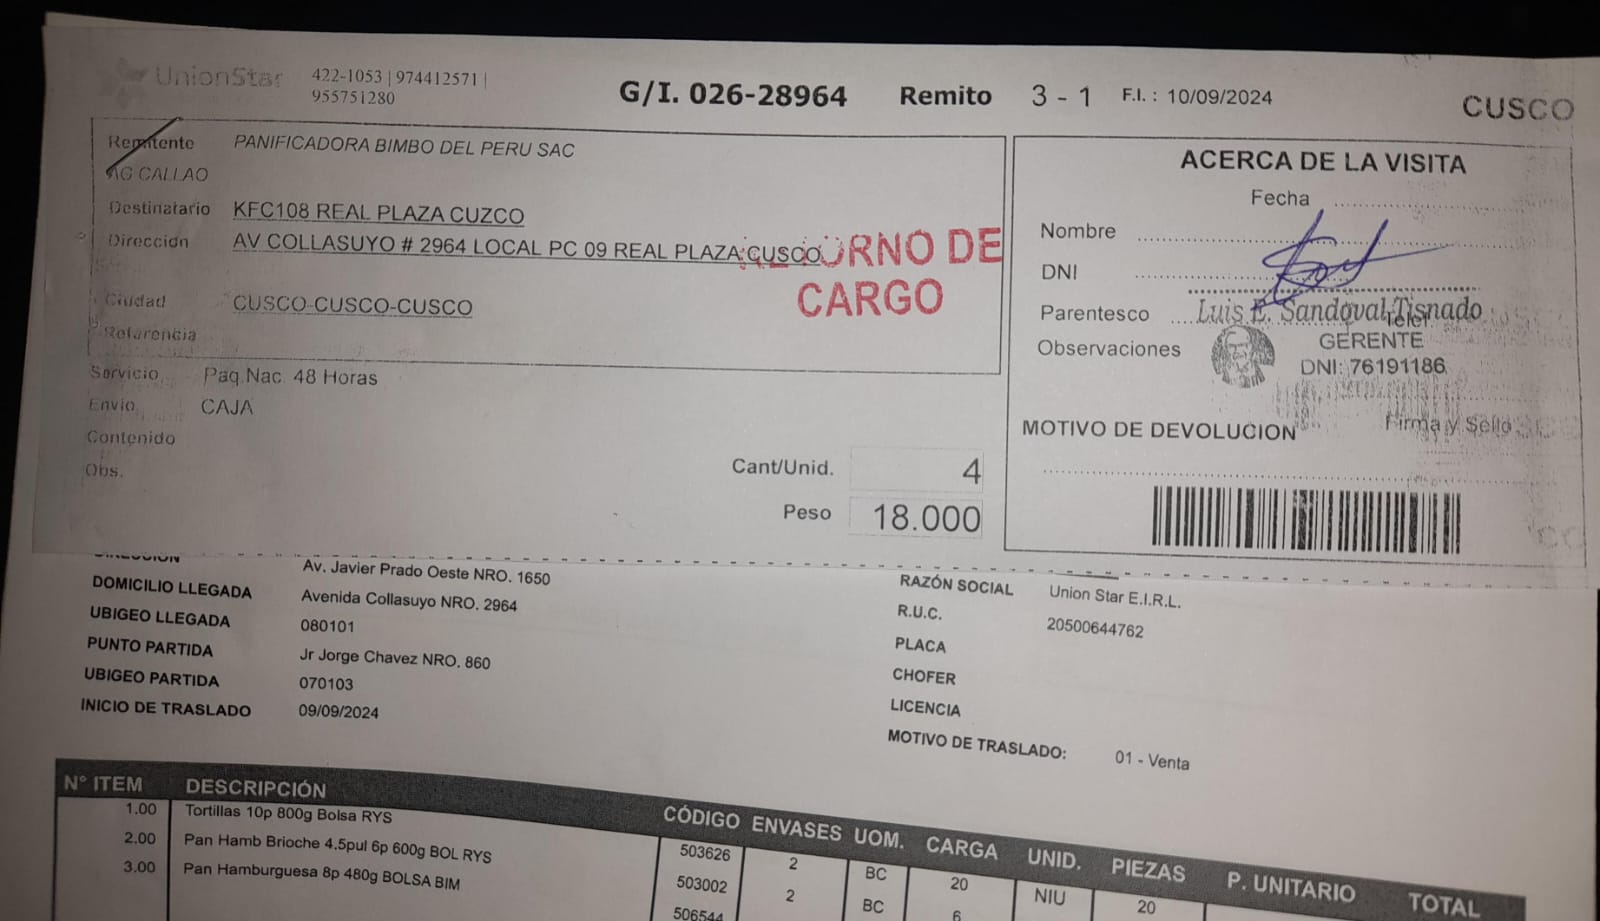 UnionStar 422-1053 | 974412571 |
955751280
G/I. 026-28964 Remito 3 - 1 F.I. : 10/09/2024 CUSCO
Remitente PANIFICADORA BIMBO DEL PERU SAC
AG CALLAO
Destinatario KFC108 REAL PLAZA CUZCO
Dirección AV COLLASUYO # 2964 LOCAL PC 09 REAL PLAZA CUSCO
ORNO DE
CARGO
Ciudad CUSCO-CUSCO-CUSCO
Referencia
Servicio Paq.Nac. 48 Horas
Envio CAJA
Contenido
Obs.
Cant/Unid. 4
Peso 18.000
ACERCA DE LA VISITA
Fecha
Nombre
DNI
Parentesco Luis E. Sandoval Tisnado
Telef
Observaciones GERENTE
DNI: 76191186
Firma y Sello
MOTIVO DE DEVOLUCION
DIRECCIÓN Av. Javier Prado Oeste NRO. 1650
DOMICILIO LLEGADA Avenida Collasuyo NRO. 2964
UBIGEO LLEGADA 080101
PUNTO PARTIDA Jr Jorge Chavez NRO. 860
UBIGEO PARTIDA 070103
INICIO DE TRASLADO 09/09/2024
RAZÓN SOCIAL Union Star E.I.R.L.
R.U.C. 20500644762
PLACA
CHOFER
LICENCIA
MOTIVO DE TRASLADO: 01 - Venta
N° ITEM DESCRIPCIÓN CÓDIGO ENVASES UOM. CARGA UNID. PIEZAS P. UNITARIO TOTAL
1.00 Tortillas 10p 800g Bolsa RYS 503626 2 BC 20 NIU 20
2.00 Pan Hamb Brioche 4.5pul 6p 600g BOL RYS 503002 2 BC 6
3.00 Pan Hamburguesa 8p 480g BOLSA BIM 506544